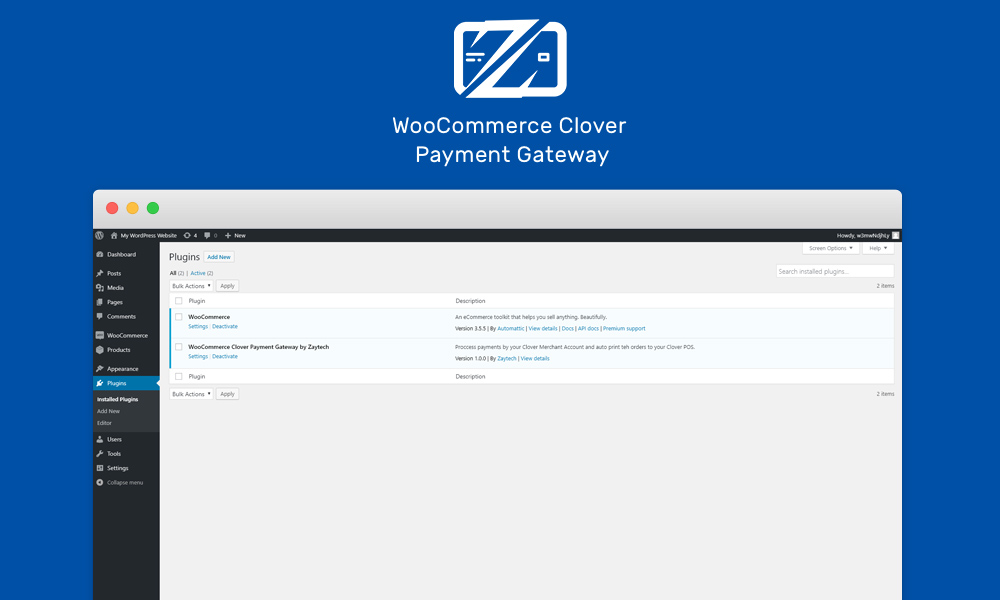 WooCommerce Clover
Payment Gateway
My WordPress Website 4 0 New
Howdy, w3mwNdjhLy
Dashboard
Posts
Media
Pages
Comments
WooCommerce
Products
Appearance
Plugins
Installed Plugins
Add New
Editor
Users
Tools
Settings
Collapse menu
Screen Options Help
Plugins Add New
All (2) | Active (2)
Search installed plugins...
Bulk Actions Apply
2 items
Plugin Description
WooCommerce An eCommerce toolkit that helps you sell anything. Beautifully.
Settings | Deactivate Version 3.5.5 | By Automattic | View details | Docs | API docs | Premium support
WooCommerce Clover Payment Gateway by Zaytech Proccess payments by your Clover Merchant Account and auto print teh orders to your Clover POS.
Settings | Deactivate Version 1.0.0 | By Zaytech | View details
Plugin Description
Bulk Actions Apply
2 items